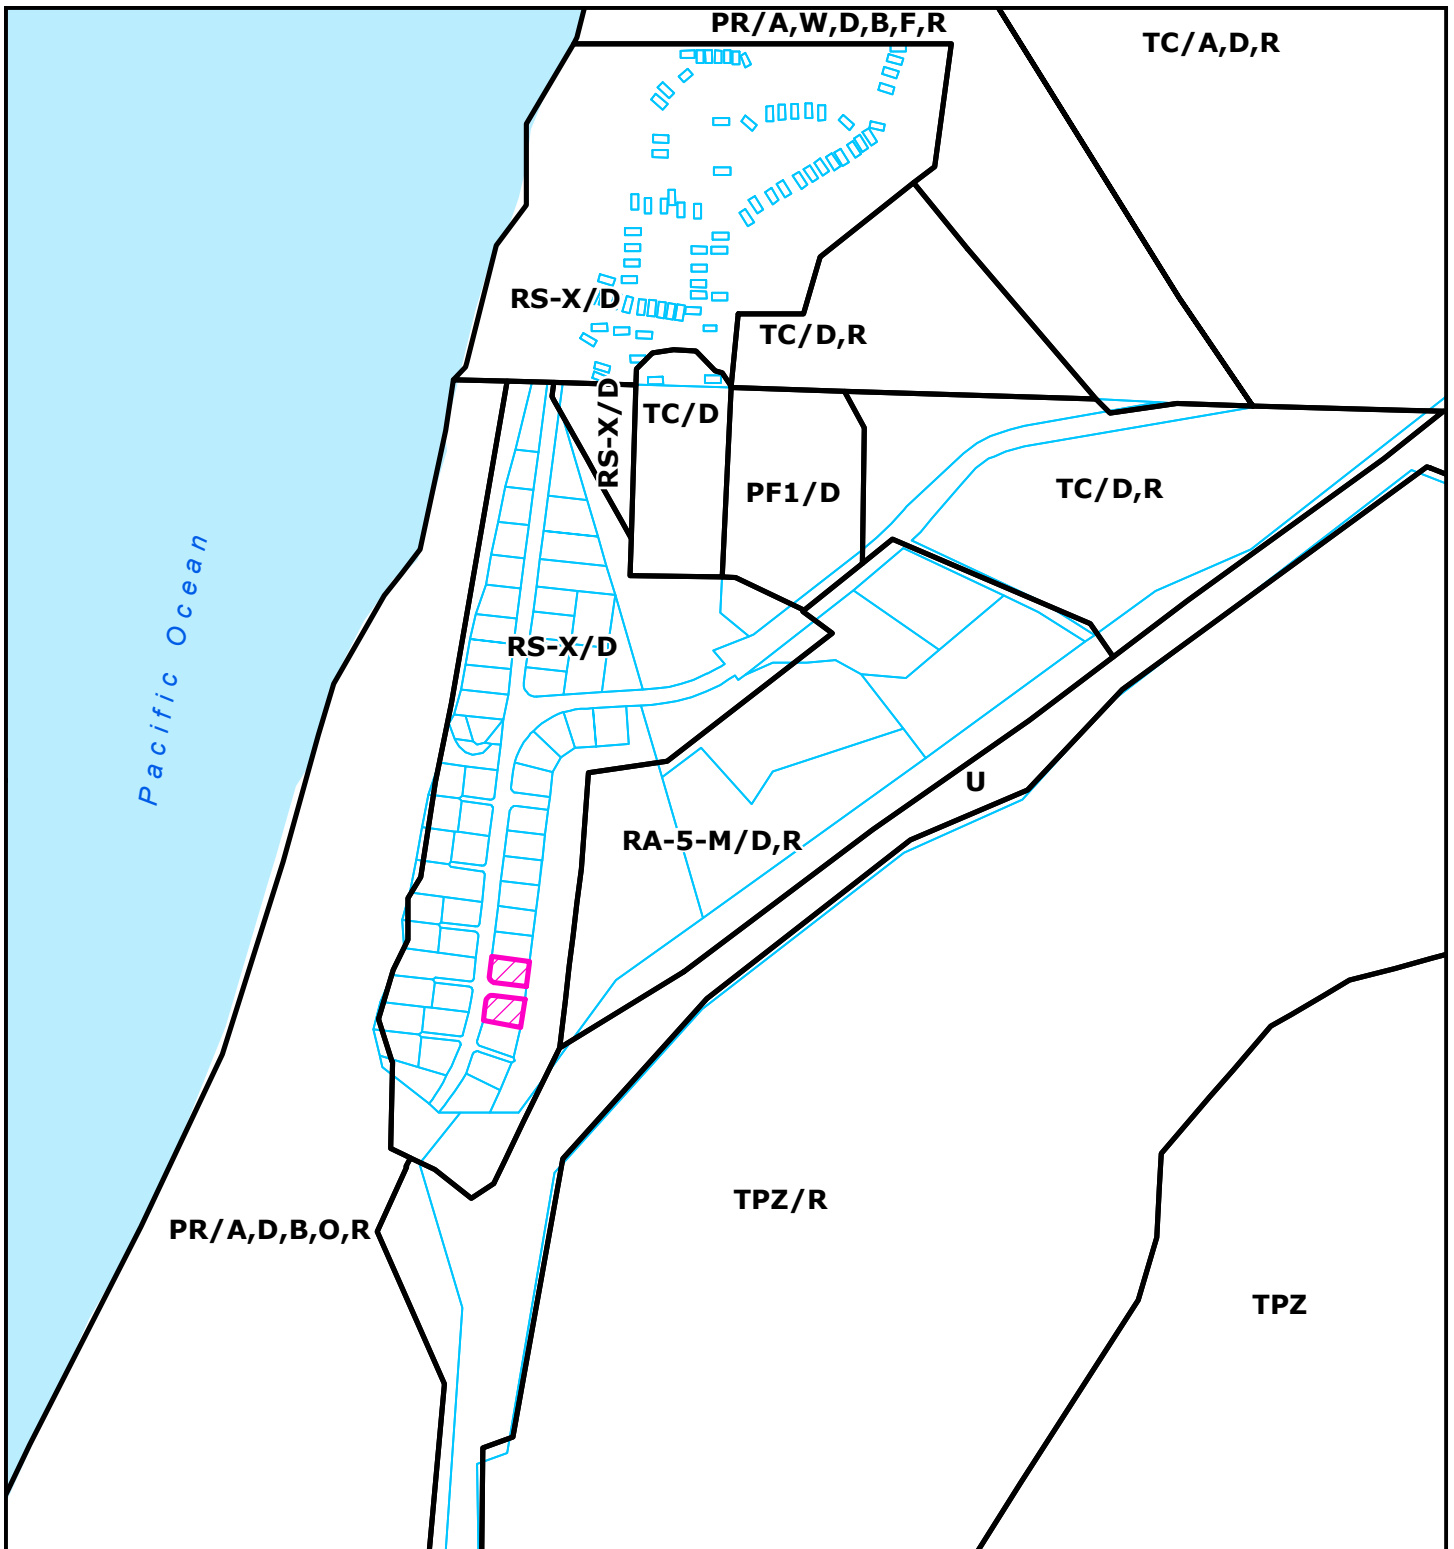 PR/A,W,D,B,F,R
TC/A,D,R
RS-X/D
TC/D,R
RS-X/D
TC/D
PF1/D
TC/D,R
Pacific Ocean
RS-X/D
U
RA-5-M/D,R
TPZ/R
PR/A,D,B,O,R
TPZ